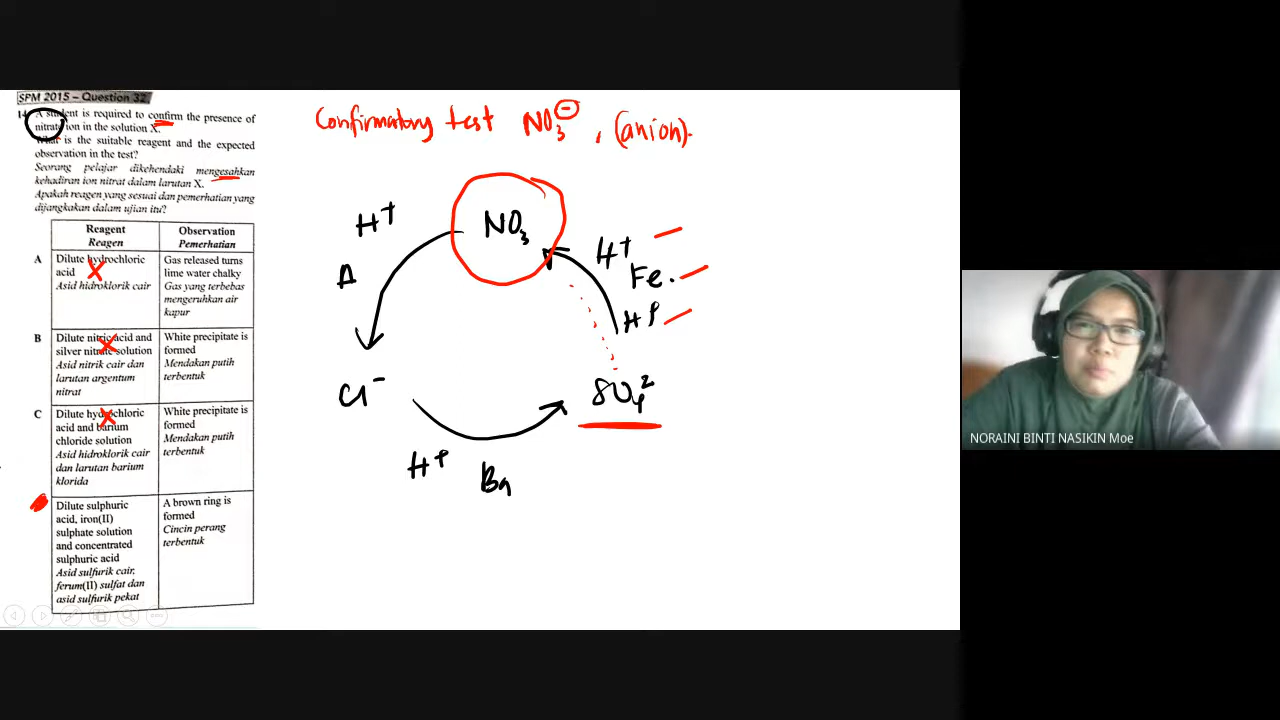 SPM 2015 – Question 32
14. A student is required to confirm the presence of
nitrate ion in the solution X.
What is the suitable reagent and the expected
observation in the test?
Seorang pelajar dikehendaki mengesahkan
kehadiran ion nitrat dalam larutan X.
Apakah reagen yang sesuai dan pemerhatian yang
dijangkakan dalam ujian itu?
Reagent
Reagen
Observation
Pemerhatian
A
Dilute hydrochloric
acid
Asid hidroklorik cair
Gas released turns
lime water chalky
Gas yang terbebas
mengeruhkan air
kapur
B
Dilute nitric acid and
silver nitrate solution
Asid nitrik cair dan
larutan argentum
nitrat
White precipitate is
formed
Mendakan putih
terbentuk
C
Dilute hydrochloric
acid and barium
chloride solution
Asid hidroklorik cair
dan larutan barium
klorida
White precipitate is
formed
Mendakan putih
terbentuk
Dilute sulphuric
acid, iron(II)
sulphate solution
and concentrated
sulphuric acid
Asid sulfurik cair,
ferum(II) sulfat dan
asid sulfurik pekat
A brown ring is
formed
Cincin perang
terbentuk
Confirmatory test NO3⊖, (anion).
NO3
H+
A
Cl-
H+
Ba
SO4 2-
H+
Fe.
NORAINI BINTI NASIKIN Moe